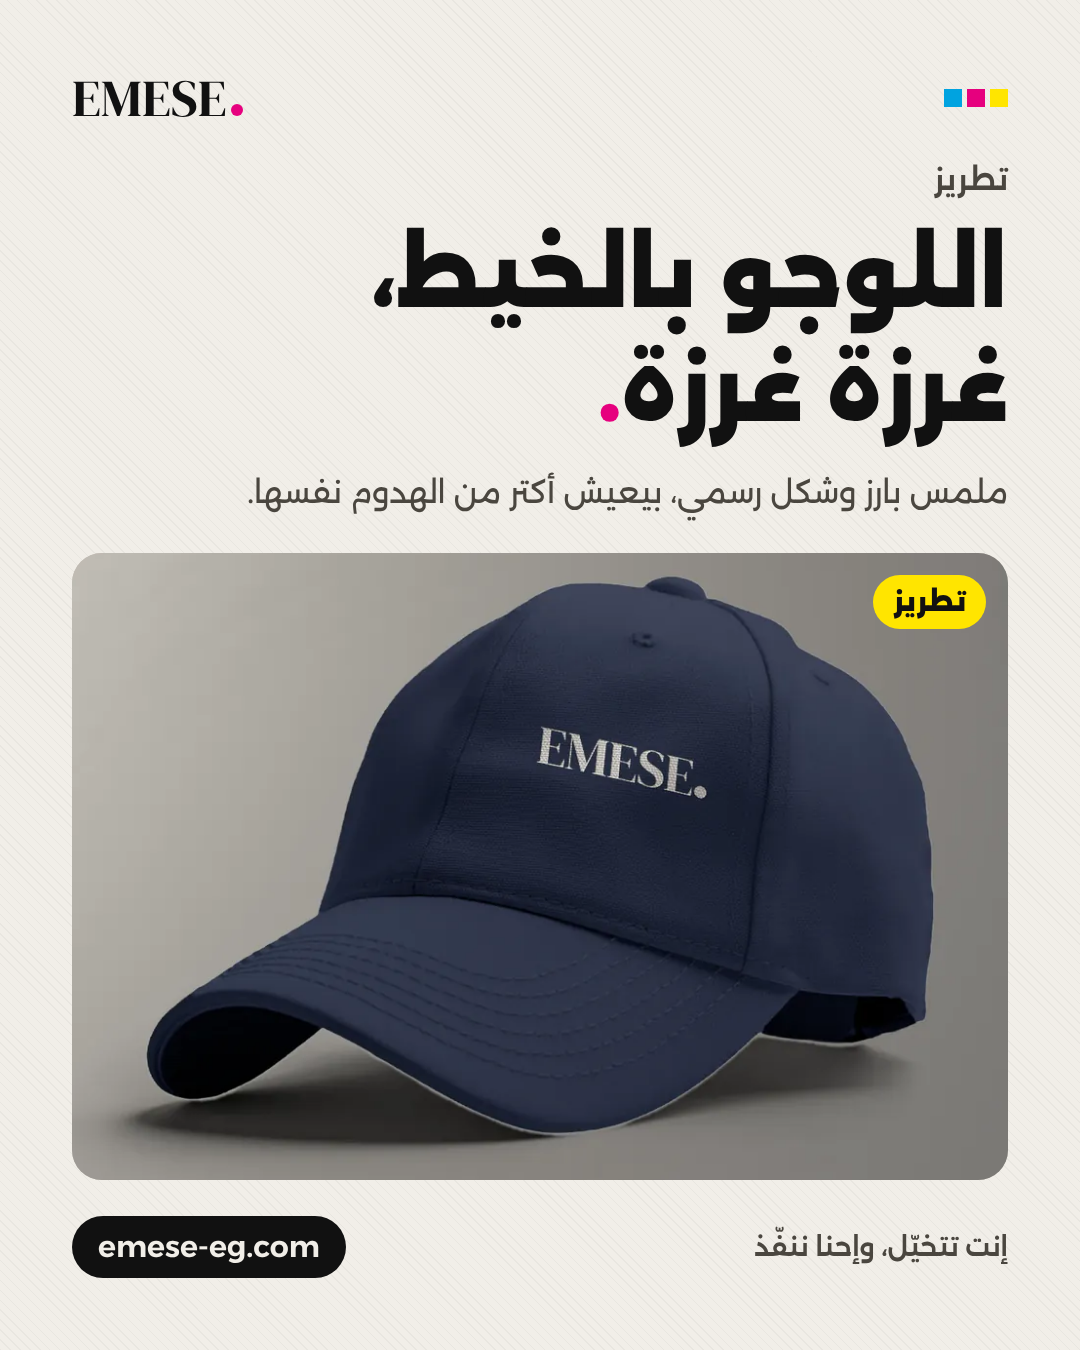 EMESE.
تطريز
اللوجو بالخيط،
غرزة غرزة.
ملمس بارز وشكل رسمي، بيعيش أكتر من الهدوم نفسها.
تطريز
EMESE.
إنت تتخيّل، وإحنا ننفّذ
emese-eg.com